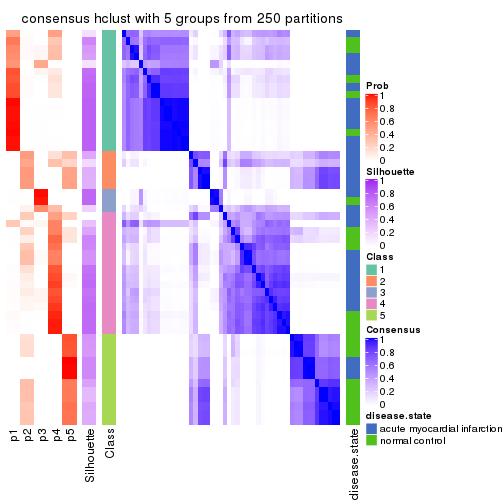 consensus hclust with 5 groups from 250 partitions
Prob
1
0.8
0.6
0.4
0.2
0
Silhouette
1
0.8
0.6
0.4
0.2
0
Class
1
2
3
4
5
Consensus
1
0.8
0.6
0.4
0.2
0
disease.state
acute myocardial infarction
normal control
p1
p2
p3
p4
p5
Silhouette
Class
disease.state